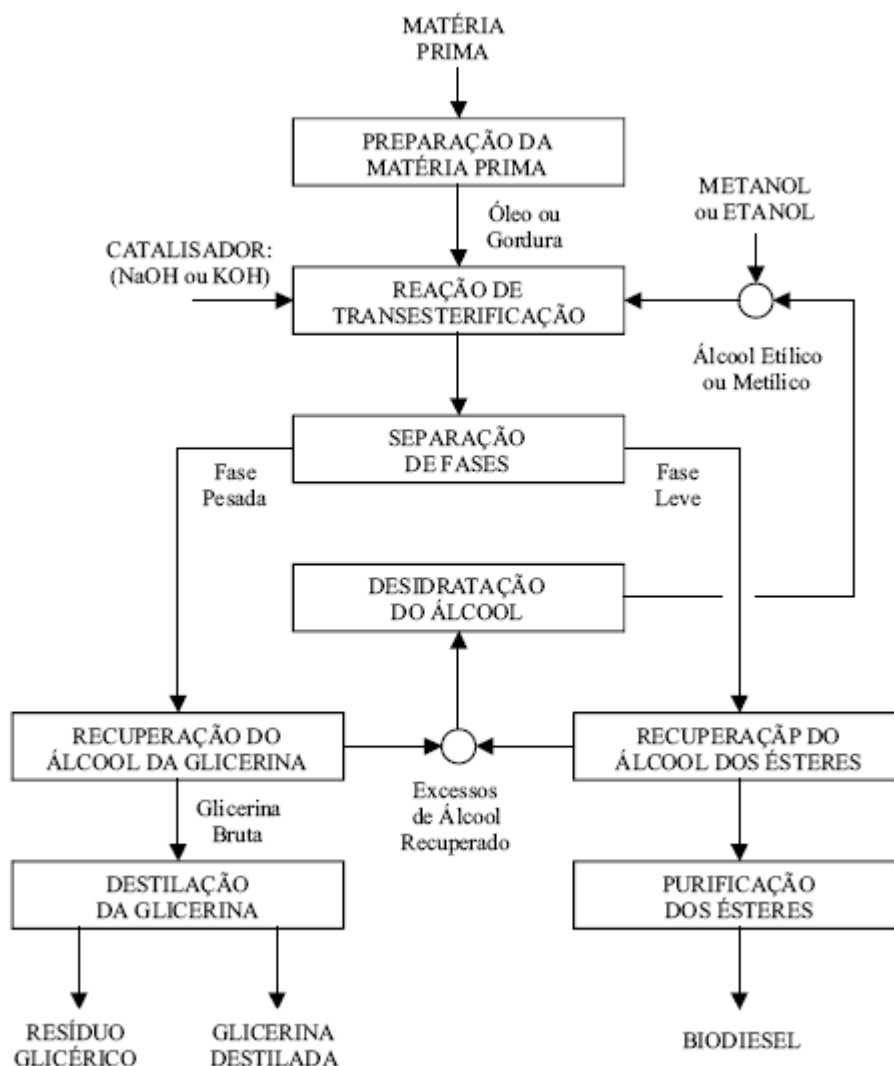 MATÉRIA
PRIMA
PREPARAÇÃO DA
MATÉRIA PRIMA
METANOL
ou ETANOL
Óleo ou
Gordura
CATALISADOR:
(NaOH ou KOH)
REAÇÃO DE
TRANSESTERIFICAÇÃO
Álcool Etílico
ou Metílico
SEPARAÇÃO
DE FASES
Fase
Pesada
Fase
Leve
DESIDRATAÇÃO
DO ÁLCOOL
RECUPERAÇÃO DO
ÁLCOOL DA GLICERINA
RECUPERAÇÃP DO
ÁLCOOL DOS ÉSTERES
Glicerina
Bruta
Excessos
de Álcool
Recuperado
DESTILAÇÃO
DA GLICERINA
PURIFICAÇÃO
DOS ÉSTERES
RESÍDUO
GLICÉRICO
GLICERINA
DESTILADA
BIODIESEL